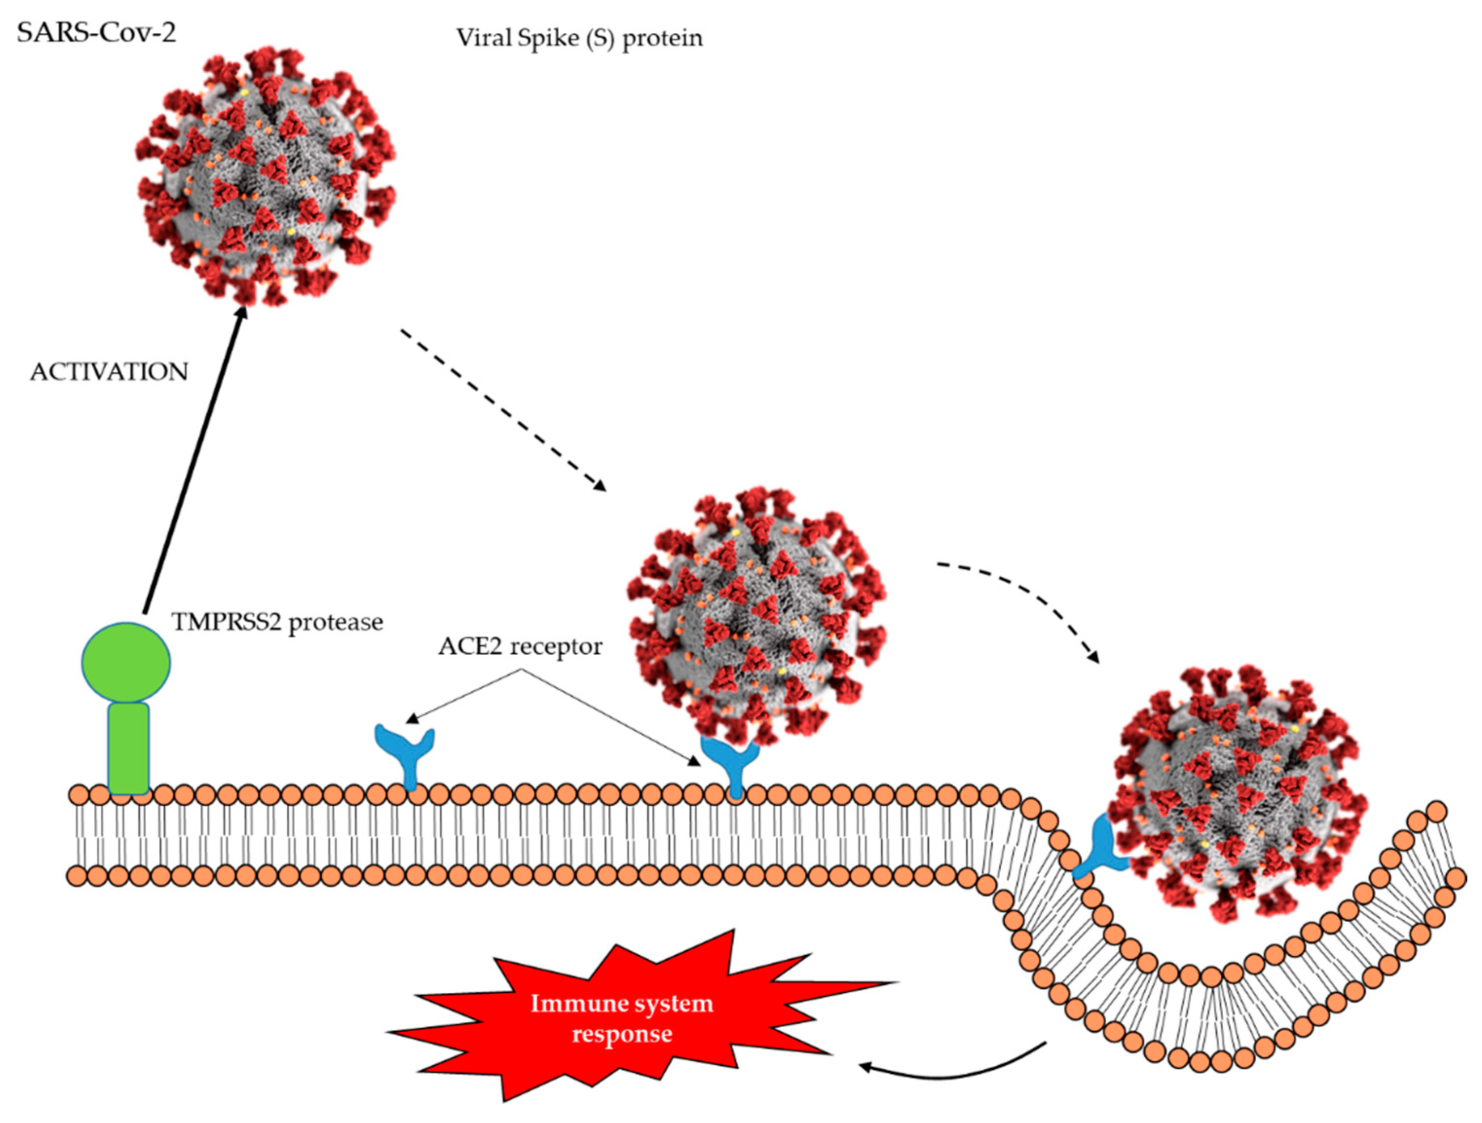 SARS-Cov-2
Viral Spike (S) protein
ACTIVATION
TMPRSS2 protease
ACE2 receptor
Immune system
response